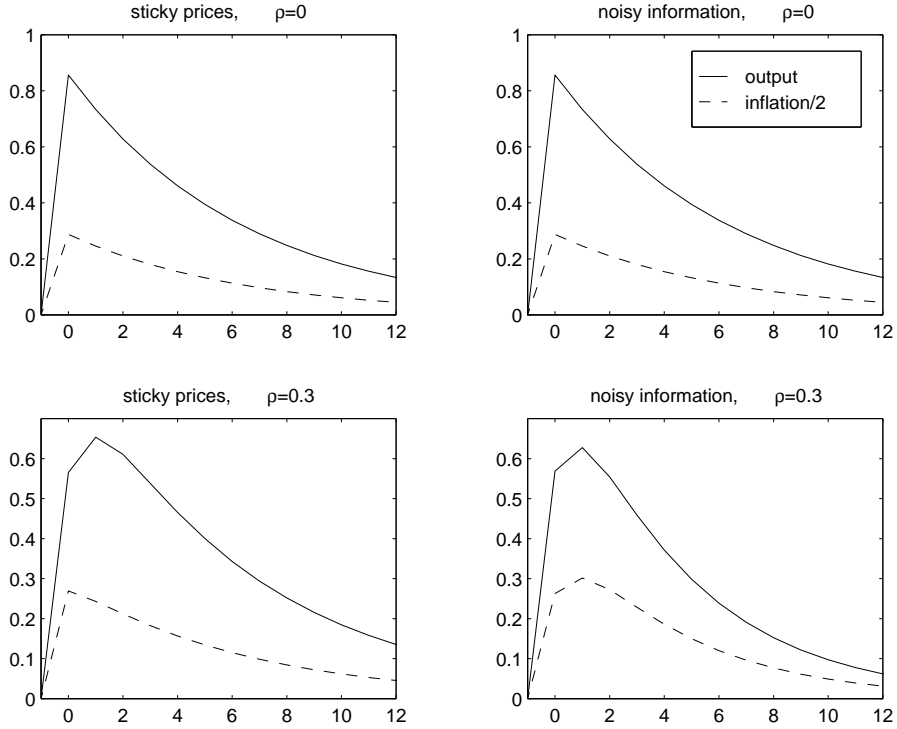 sticky prices, ρ=0
1
0.8
0.6
0.4
0.2
0
0 2 4 6 8 10 12
noisy information, ρ=0
1
0.8
0.6
0.4
0.2
0
output
inflation/2
0 2 4 6 8 10 12
sticky prices, ρ=0.3
0.6
0.5
0.4
0.3
0.2
0.1
0
0 2 4 6 8 10 12
noisy information, ρ=0.3
0.6
0.5
0.4
0.3
0.2
0.1
0
0 2 4 6 8 10 12